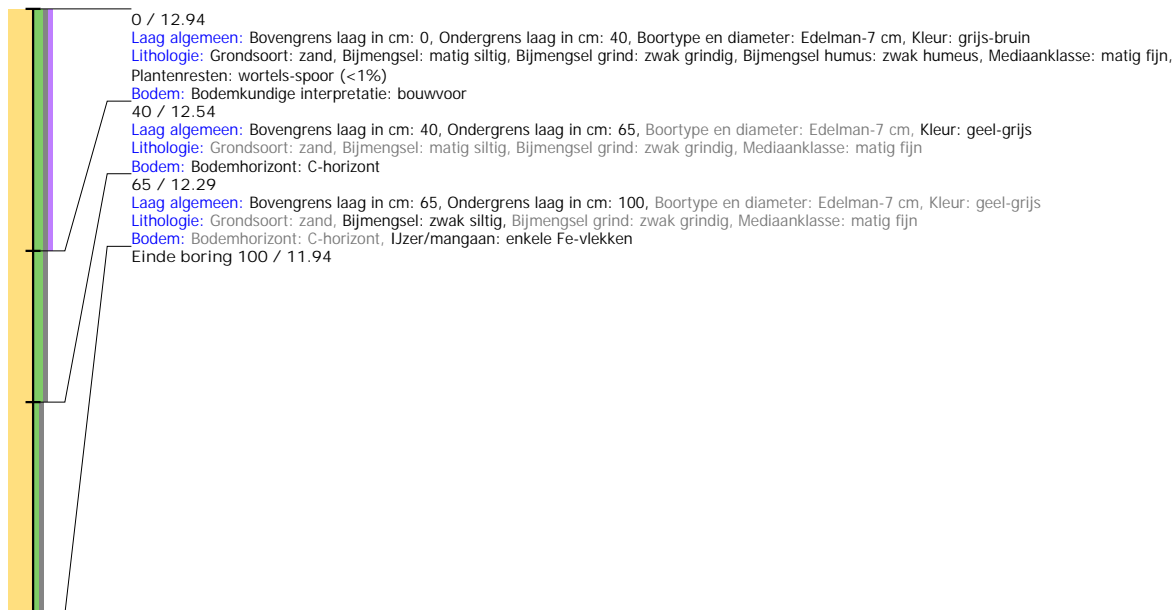 0 / 12.94
Laag algemeen: Bovengrens laag in cm: 0, Ondergrens laag in cm: 40, Boortype en diameter: Edelman-7 cm, Kleur: grijs-bruin
Lithologie: Grondsoort: zand, Bijmengsel: matig siltig, Bijmengsel grind: zwak grindig, Bijmengsel humus: zwak humeus, Mediaanklasse: matig fijn,
Plantenresten: wortels-spoor (<1%)
Bodem: Bodemkundige interpretatie: bouwvoor
40 / 12.54
Laag algemeen: Bovengrens laag in cm: 40, Ondergrens laag in cm: 65, Boortype en diameter: Edelman-7 cm, Kleur: geel-grijs
Lithologie: Grondsoort: zand, Bijmengsel: matig siltig, Bijmengsel grind: zwak grindig, Mediaanklasse: matig fijn
Bodem: Bodemhorizont: C-horizont
65 / 12.29
Laag algemeen: Bovengrens laag in cm: 65, Ondergrens laag in cm: 100, Boortype en diameter: Edelman-7 cm, Kleur: geel-grijs
Lithologie: Grondsoort: zand, Bijmengsel: zwak siltig, Bijmengsel grind: zwak grindig, Mediaanklasse: matig fijn
Bodem: Bodemhorizont: C-horizont, IJzer/mangaan: enkele Fe-vlekken
Einde boring 100 / 11.94